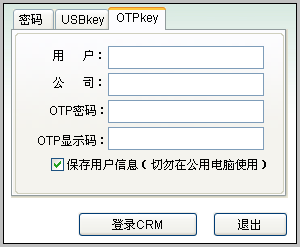 密码 USBkey OTPkey
用 户：
公 司：
OTP密码：
OTP显示码：
保存用户信息（切勿在公用电脑使用）
登录CRM 退出